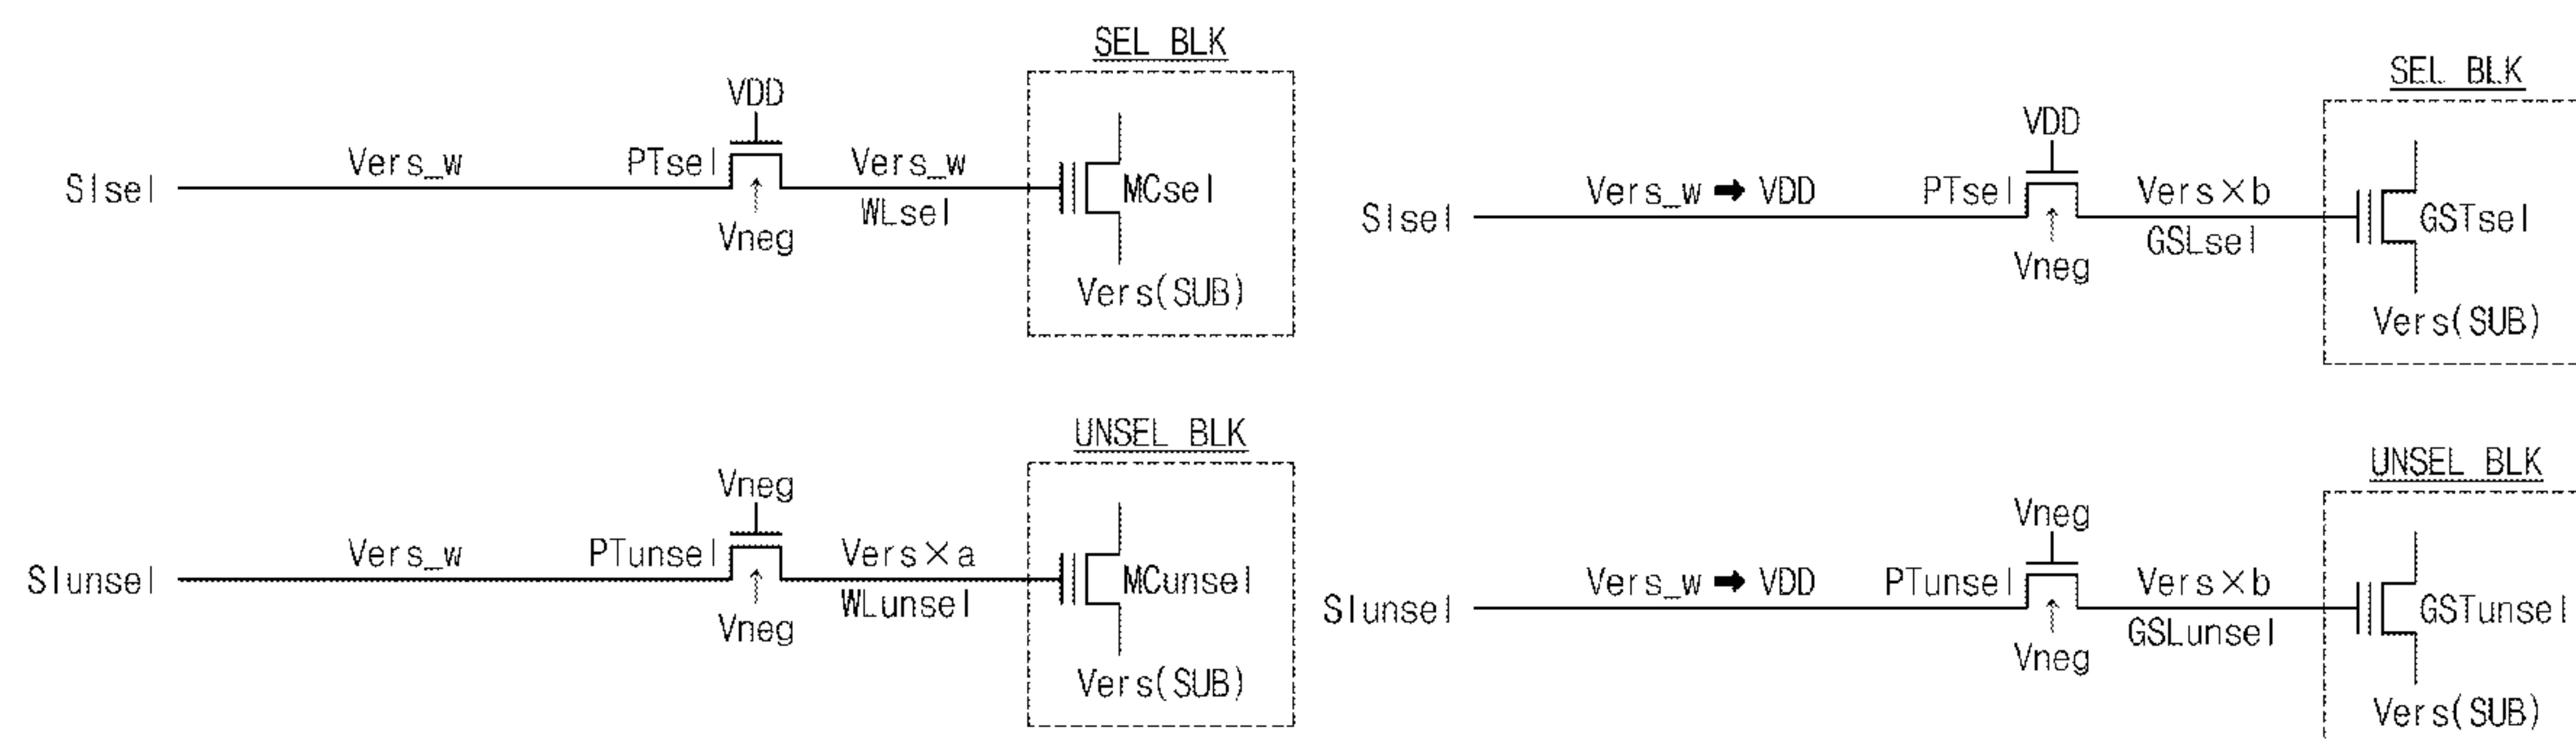 SEL BLK
VDD
Vers_w
PTsel
Vers_w
SIsel
MCsel
WLsel
Vneg
Vers(SUB)
UNSEL BLK
Vneg
Vers_w
PTunsel
Vers×a
SIunsel
MCunsel
WLunsel
Vneg
Vers(SUB)
SEL BLK
VDD
Vers_w ➡ VDD
PTsel
Vers×b
SIsel
GSTsel
GSLsel
Vneg
Vers(SUB)
UNSEL BLK
Vneg
Vers_w ➡ VDD
PTunsel
Vers×b
SIunsel
GSTunsel
GSLunsel
Vneg
Vers(SUB)